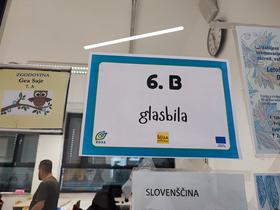 ZGODOVINA
Gea Saje
7. A
6. B
glasbila
SLOVENŠČINA